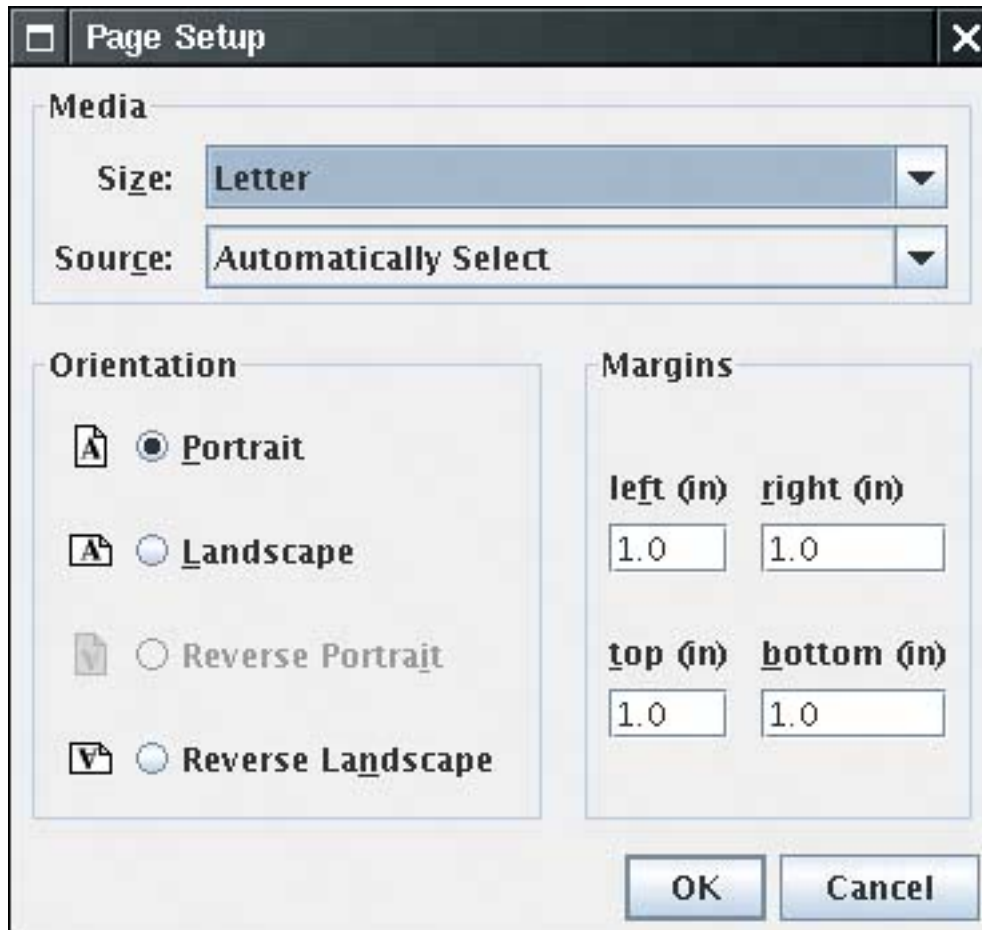 Page Setup
Media
Size: Letter
Source: Automatically Select
Orientation
Portrait
Landscape
Reverse Portrait
Reverse Landscape
Margins
left (in) right (in)
1.0 1.0
top (in) bottom (in)
1.0 1.0
OK Cancel